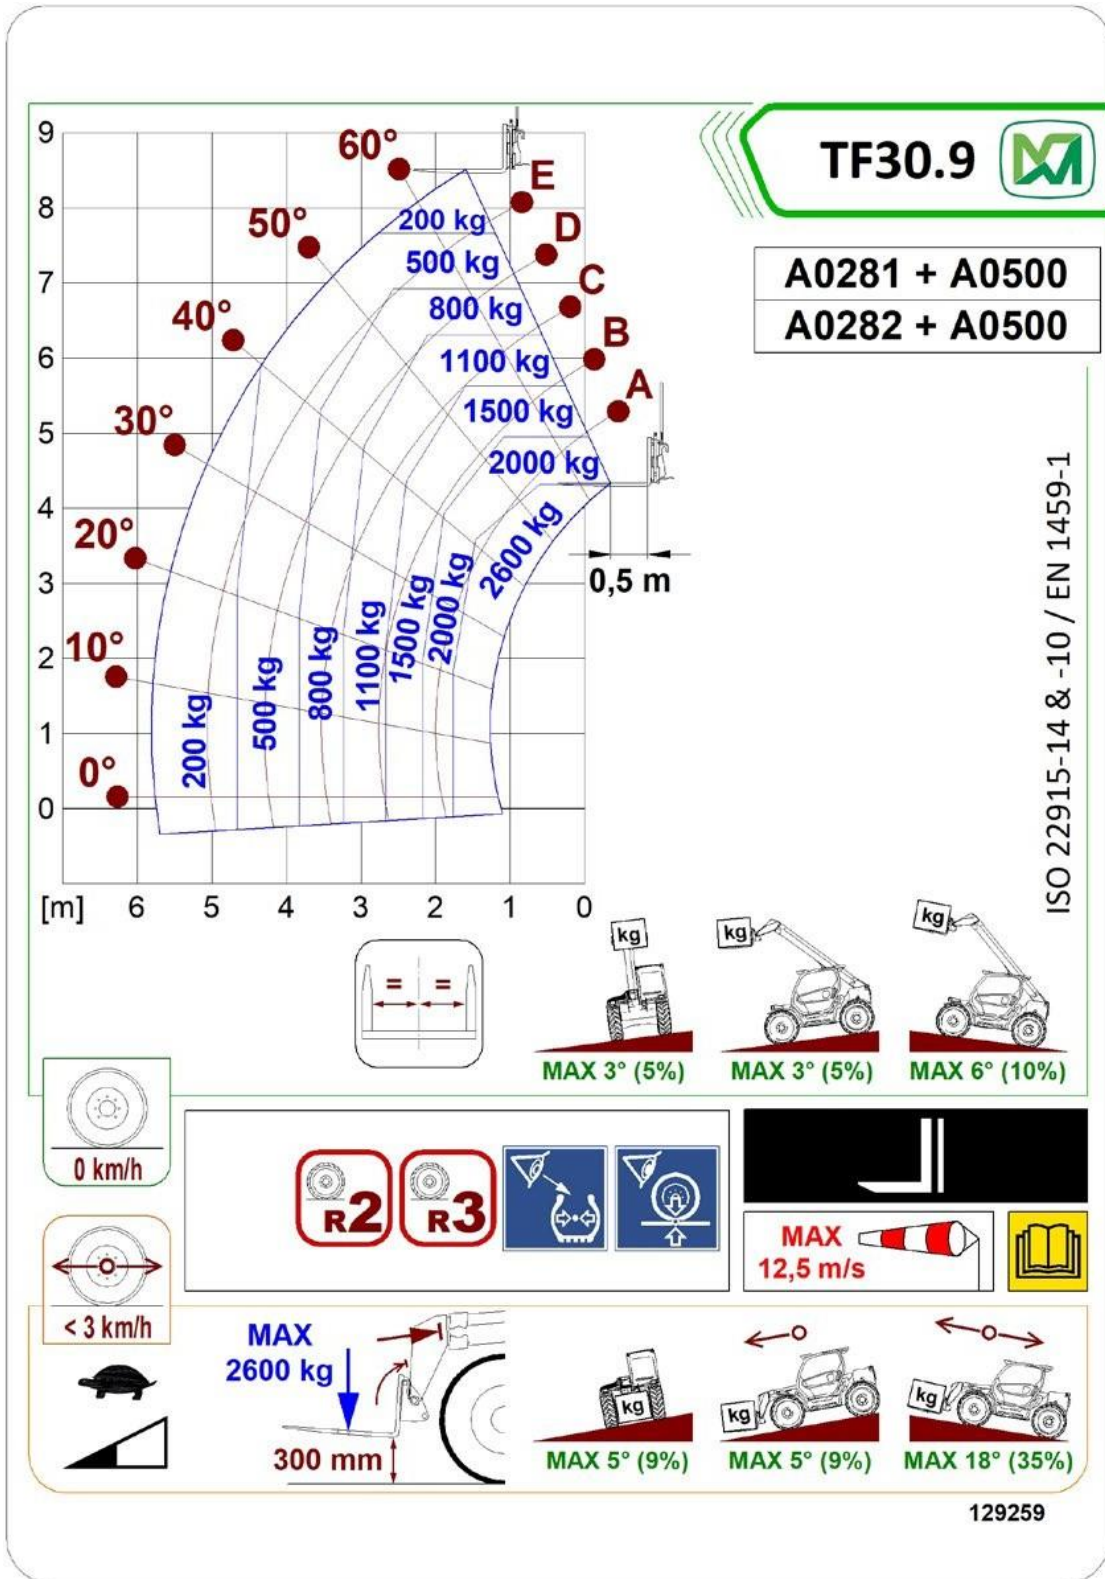 TF30.9
A0281 + A0500
A0282 + A0500
ISO 22915-14 & -10 / EN 1459-1
9
8
7
6
5
4
3
2
1
0
[m] 6 5 4 3 2 1 0
60°
50°
40°
30°
20°
10°
0°
E
D
C
B
A
200 kg
500 kg
800 kg
1100 kg
1500 kg
2000 kg
2600 kg
200 kg
500 kg
800 kg
1100 kg
1500 kg
2000 kg
0,5 m
= =
kg
kg
kg
MAX 3° (5%)
MAX 3° (5%)
MAX 6° (10%)
0 km/h
R2
R3
MAX
12,5 m/s
< 3 km/h
MAX
2600 kg
300 mm
kg
kg
kg
MAX 5° (9%)
MAX 5° (9%)
MAX 18° (35%)
129259